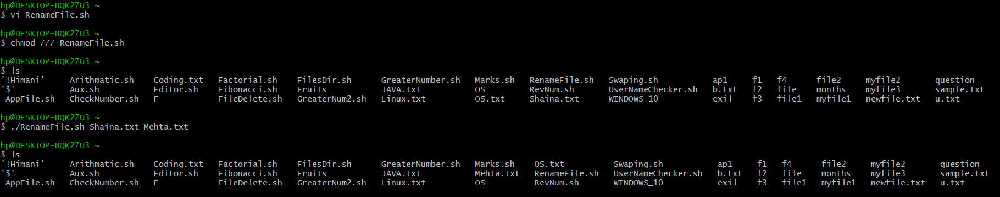 hp@DESKTOP-BQK27U3 ~
$ vi RenameFile.sh
hp@DESKTOP-BQK27U3 ~
$ chmod 777 RenameFile.sh
hp@DESKTOP-BQK27U3 ~
$ ls
'!Himani' Arithmatic.sh Coding.txt Factorial.sh FilesDir.sh GreaterNumber.sh Marks.sh RenameFile.sh Swaping.sh ap1 f1 f4 file2 myfile2 question
'$' Aux.sh Editor.sh Fibonacci.sh Fruits JAVA.txt OS RevNum.sh UserNameChecker.sh b.txt f2 file months myfile3 sample.txt
AppFile.sh CheckNumber.sh F FileDelete.sh GreaterNum2.sh Linux.txt OS.txt Shaina.txt WINDOWS_10 exil f3 file1 myfile1 newfile.txt u.txt
hp@DESKTOP-BQK27U3 ~
$ ./RenameFile.sh Shaina.txt Mehta.txt
hp@DESKTOP-BQK27U3 ~
$ ls
'!Himani' Arithmatic.sh Coding.txt Factorial.sh FilesDir.sh GreaterNumber.sh Marks.sh OS.txt Swaping.sh ap1 f1 f4 file2 myfile2 question
'$' Aux.sh Editor.sh Fibonacci.sh Fruits JAVA.txt Mehta.txt RenameFile.sh UserNameChecker.sh b.txt f2 file months myfile3 sample.txt
AppFile.sh CheckNumber.sh F FileDelete.sh GreaterNum2.sh Linux.txt OS RevNum.sh WINDOWS_10 exil f3 file1 myfile1 newfile.txt u.txt